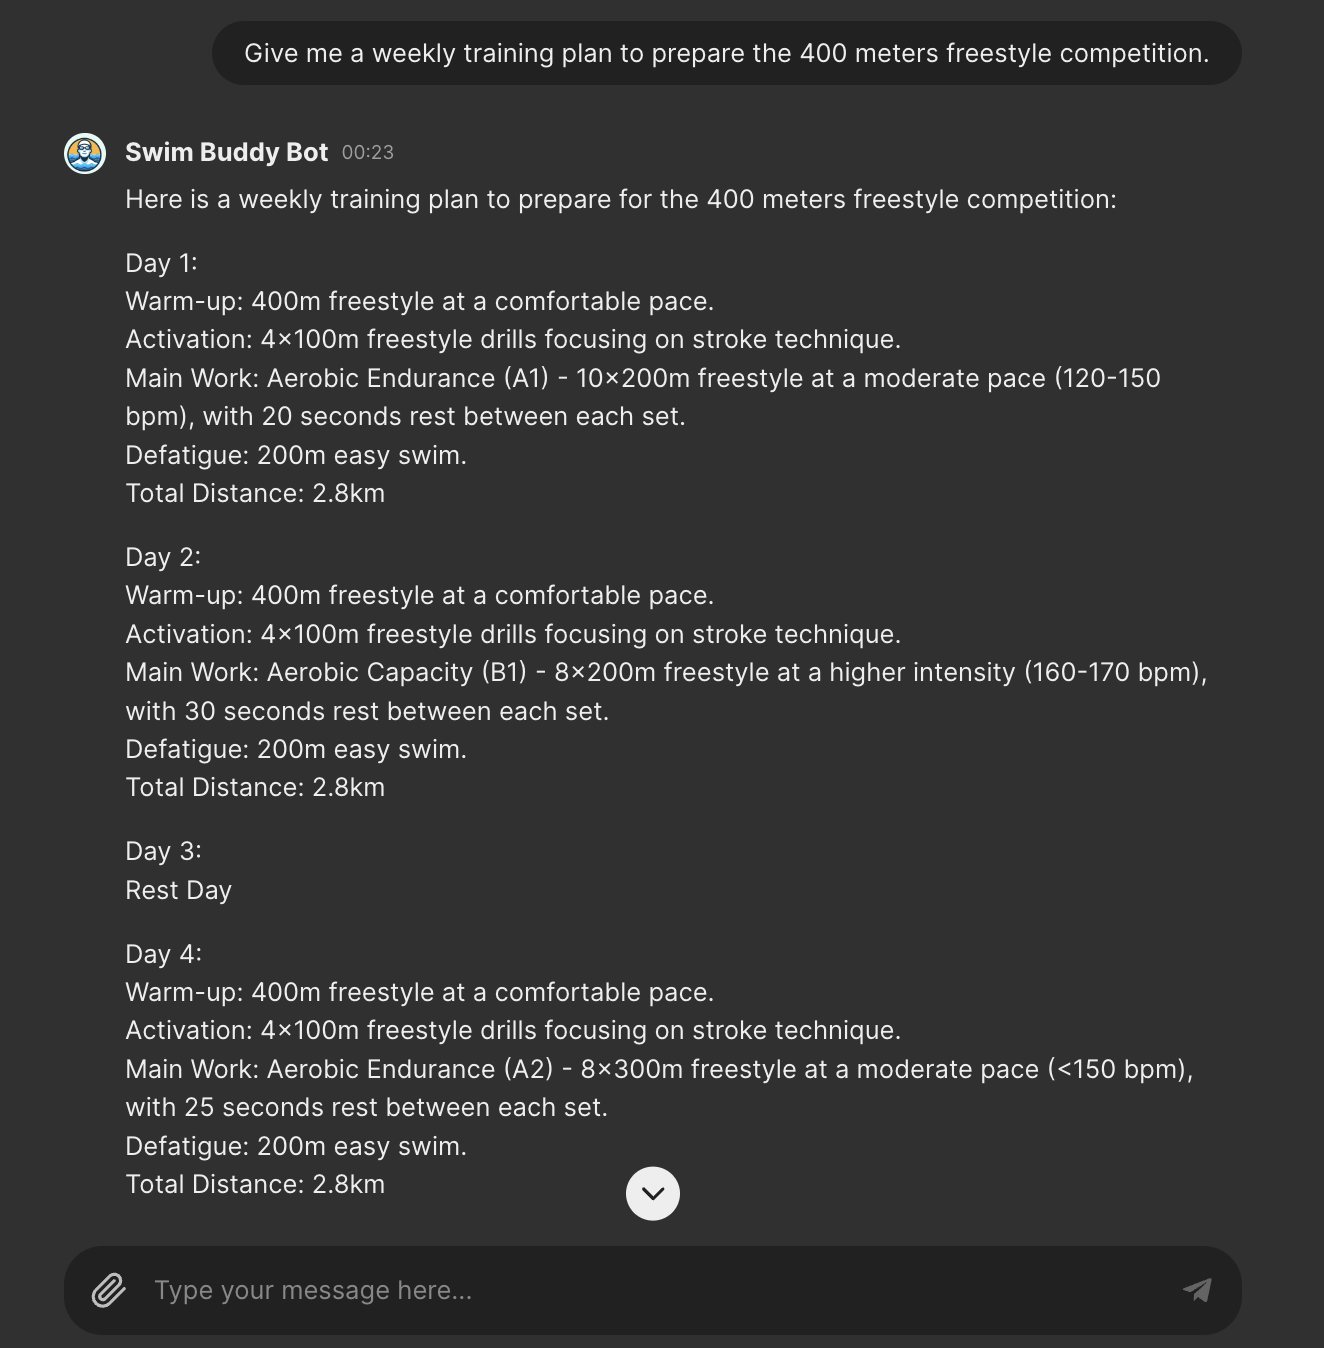 Give me a weekly training plan to prepare the 400 meters freestyle competition.
Swim Buddy Bot 00:23
Here is a weekly training plan to prepare for the 400 meters freestyle competition:
Day 1:
Warm-up: 400m freestyle at a comfortable pace.
Activation: 4×100m freestyle drills focusing on stroke technique.
Main Work: Aerobic Endurance (A1) - 10×200m freestyle at a moderate pace (120-150
bpm), with 20 seconds rest between each set.
Defatigue: 200m easy swim.
Total Distance: 2.8km
Day 2:
Warm-up: 400m freestyle at a comfortable pace.
Activation: 4×100m freestyle drills focusing on stroke technique.
Main Work: Aerobic Capacity (B1) - 8×200m freestyle at a higher intensity (160-170 bpm),
with 30 seconds rest between each set.
Defatigue: 200m easy swim.
Total Distance: 2.8km
Day 3:
Rest Day
Day 4:
Warm-up: 400m freestyle at a comfortable pace.
Activation: 4×100m freestyle drills focusing on stroke technique.
Main Work: Aerobic Endurance (A2) - 8×300m freestyle at a moderate pace (<150 bpm),
with 25 seconds rest between each set.
Defatigue: 200m easy swim.
Total Distance: 2.8km
Type your message here...